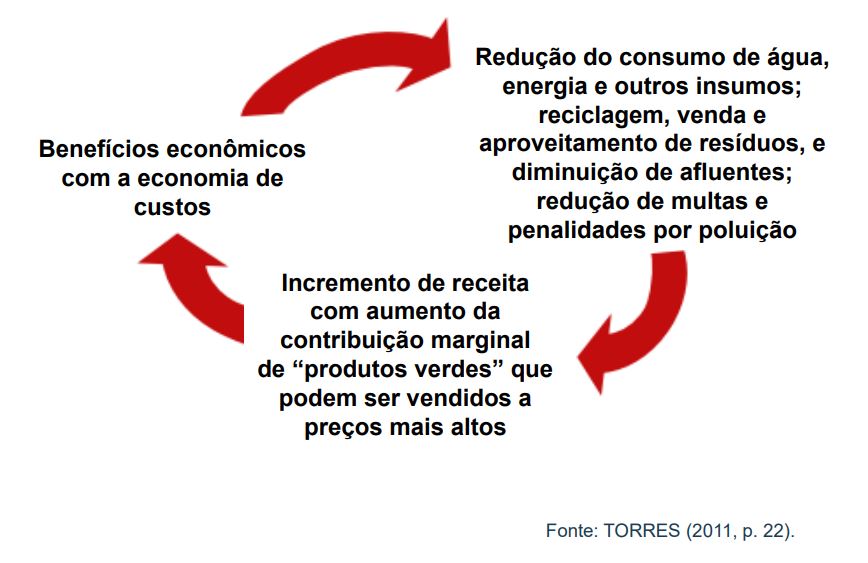 Benefícios econômicos
com a economia de
custos
Redução do consumo de água,
energia e outros insumos;
reciclagem, venda e
aproveitamento de resíduos, e
diminuição de afluentes;
redução de multas e
penalidades por poluição
Incremento de receita
com aumento da
contribuição marginal
de “produtos verdes” que
podem ser vendidos a
preços mais altos
Fonte: TORRES (2011, p. 22).